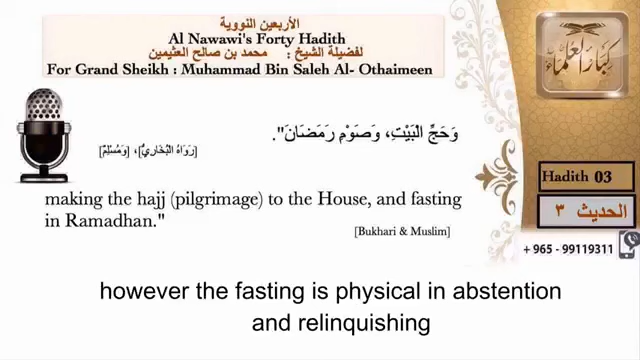 الأربعين النووية
Al Nawawi's Forty Hadith
لفضيلة الشيخ : محمد بن صالح العثيمين
For Grand Sheikh : Muhammad Bin Saleh Al- Othaimeen
كبار العلماء
وَحَجِّ الْبَيْتِ، وَصَوْمِ رَمَضَانَ".
[رَوَاهُ الْبُخَارِيُّ]، [وَمُسْلِمٌ]
making the hajj (pilgrimage) to the House, and fasting
in Ramadhan."
[Bukhari & Muslim]
Hadith 03
الحديث ٣
+ 965 - 99119311
however the fasting is physical in abstention
and relinquishing